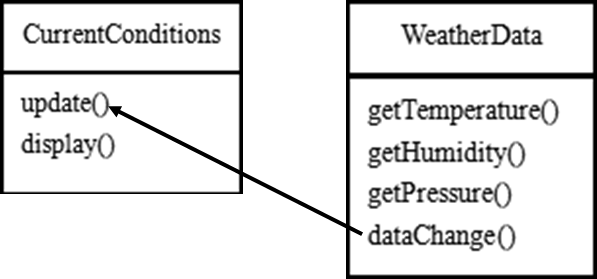 CurrentConditions
update()
display()
WeatherData
getTemperature()
getHumidity()
getPressure()
dataChange()